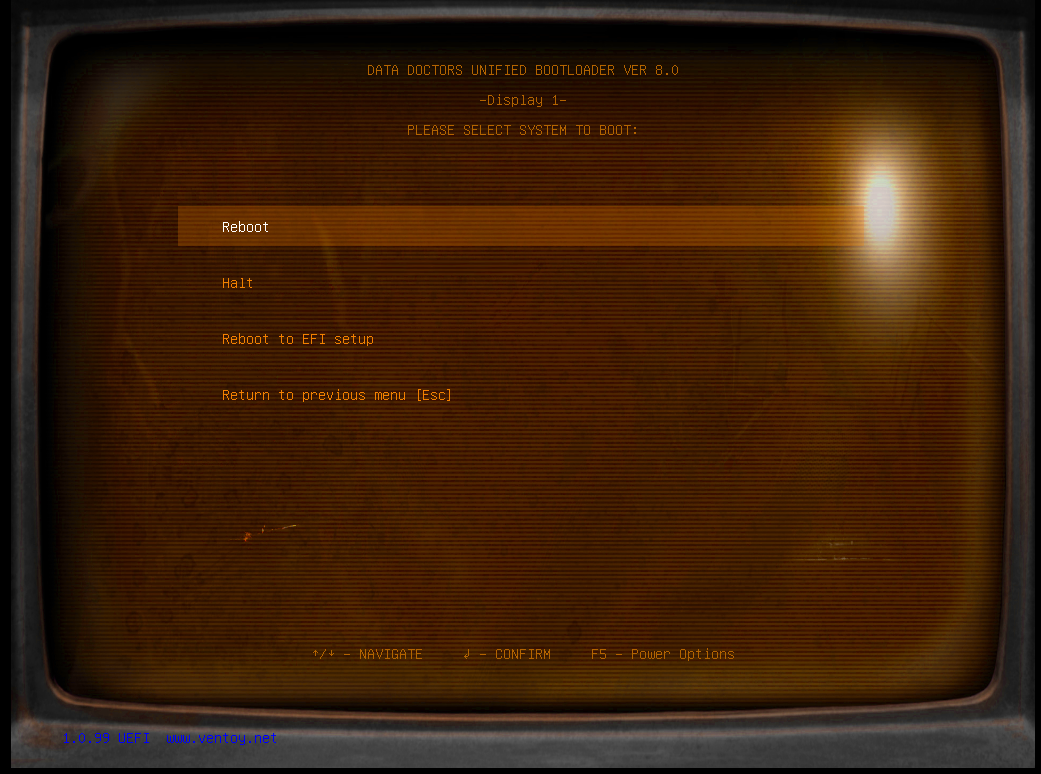 DATA DOCTORS UNIFIED BOOTLOADER VER 8.0
-Display 1-
PLEASE SELECT SYSTEM TO BOOT:
Reboot
Halt
Reboot to EFI setup
Return to previous menu [Esc]
↑/↓ - NAVIGATE ↲ - CONFIRM F5 - Power Options
1.0.99 UEFI www.ventoy.net